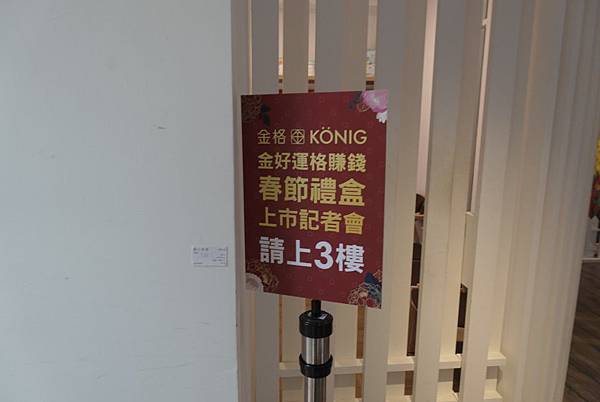 金格 KÖNIG
金好運格賺錢
春節禮盒
上市記者會
請上3樓